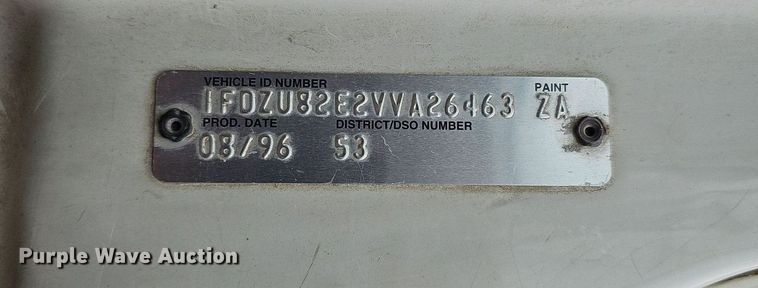 VEHICLE ID NUMBER PAINT
1FDZU82E2VVA26463 ZA
PROD. DATE DISTRICT/DSO NUMBER
08/96 53
Purple Wave Auction